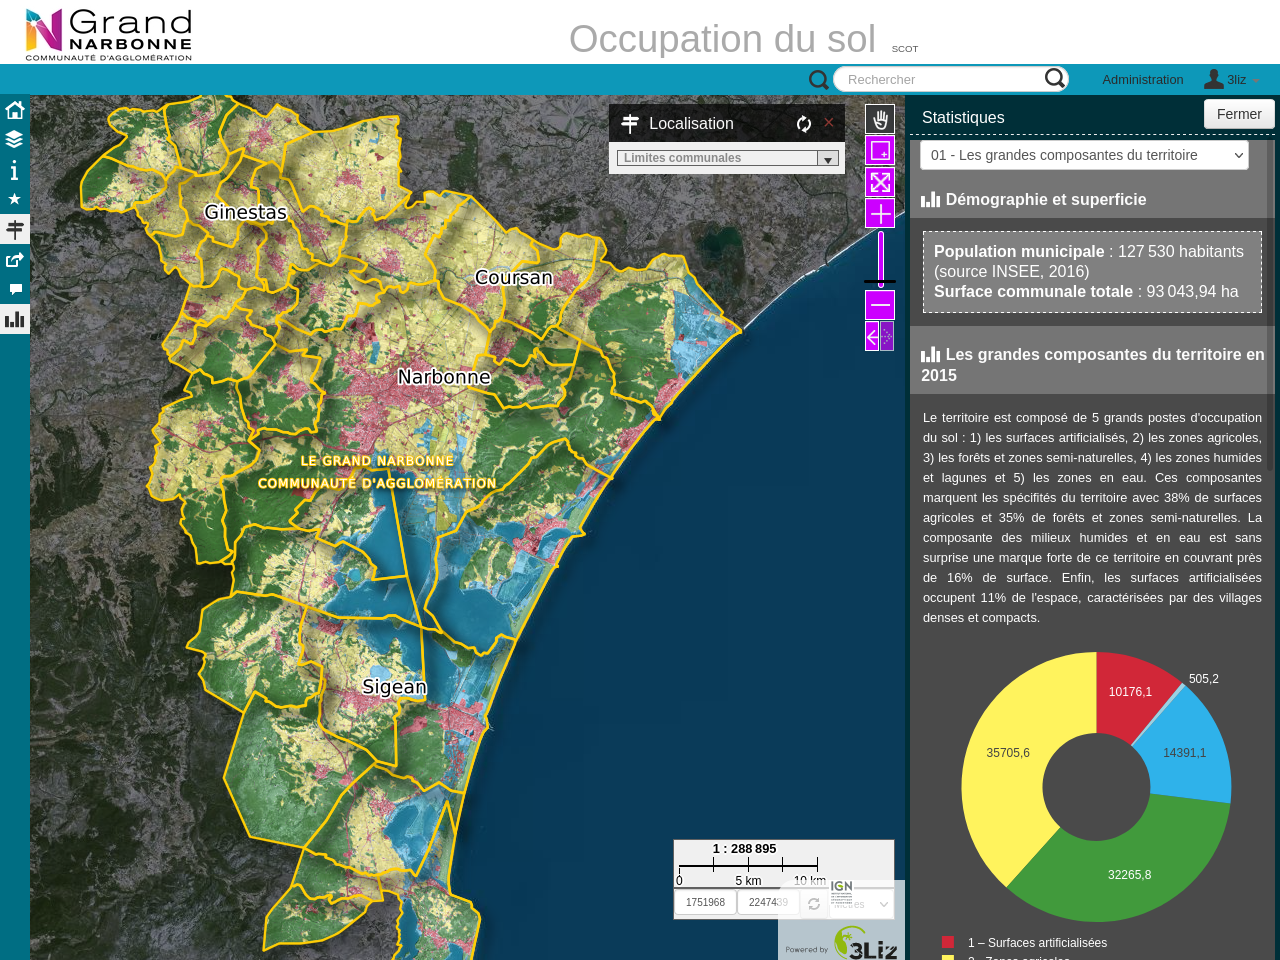 Grand
NARBONNE
COMMUNAUTÉ D'AGGLOMÉRATION
Occupation du sol SCOT
Rechercher
Administration
3liz
Localisation
Limites communales
Ginestas
Coursan
Narbonne
LE GRAND NARBONNE
COMMUNAUTÉ D'AGGLOMÉRATION
Sigean
1 : 288 895
0 5 km 10 km
1751968 2247439 Mètres
IGN
Powered by 3Liz
Statistiques
Fermer
01 - Les grandes composantes du territoire
Démographie et superficie
Population municipale : 127 530 habitants
(source INSEE, 2016)
Surface communale totale : 93 043,94 ha
Les grandes composantes du territoire en
2015
Le territoire est composé de 5 grands postes d'occupation
du sol : 1) les surfaces artificialisés, 2) les zones agricoles,
3) les forêts et zones semi-naturelles, 4) les zones humides
et lagunes et 5) les zones en eau. Ces composantes
marquent les spécifités du territoire avec 38% de surfaces
agricoles et 35% de forêts et zones semi-naturelles. La
composante des milieux humides et en eau est sans
surprise une marque forte de ce territoire en couvrant près
de 16% de surface. Enfin, les surfaces artificialisées
occupent 11% de l'espace, caractérisées par des villages
denses et compacts.
505,2
10176,1
35705,6
14391,1
32265,8
1 – Surfaces artificialisées
2 - Zones agricoles